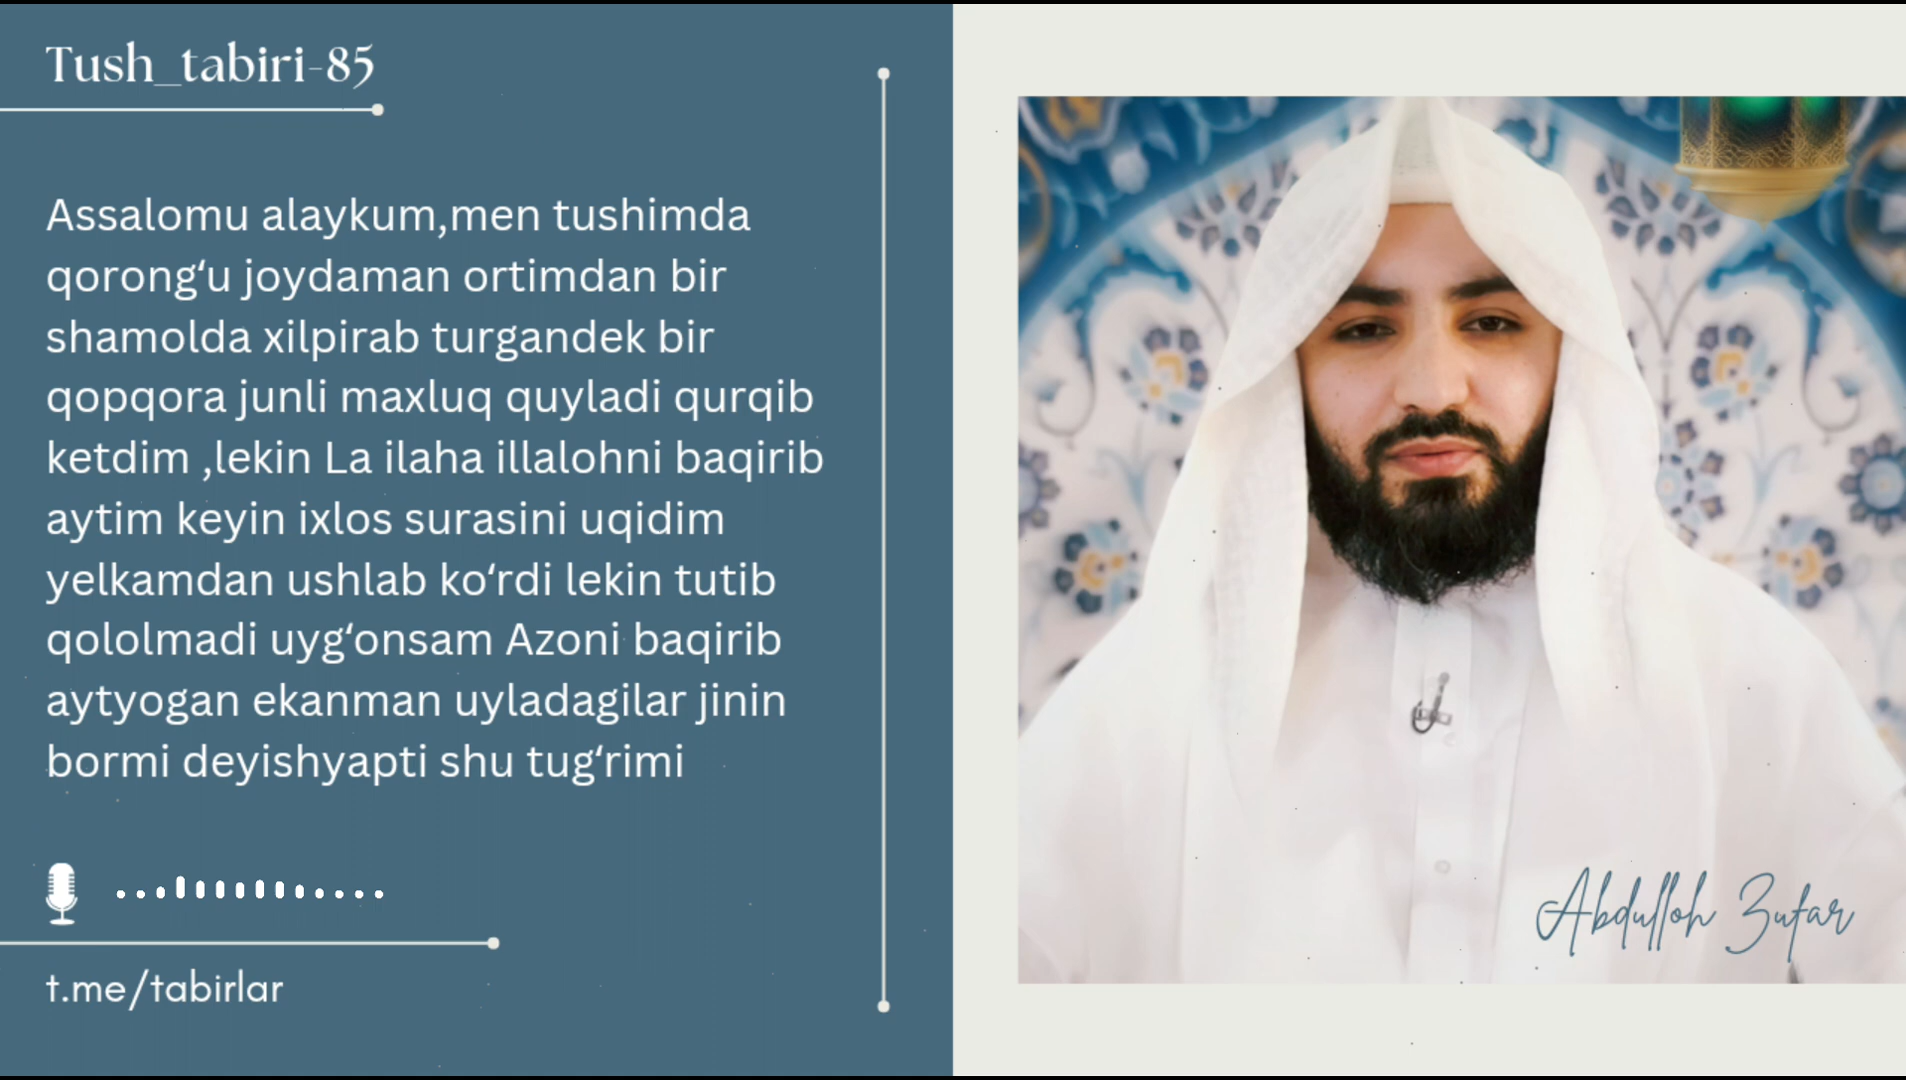 Tush_tabiri-85
Assalomu alaykum,men tushimda
qorong‘u joydaman ortimdan bir
shamolda xilpirab turgandek bir
qopqora junli maxluq quyladi qurqib
ketdim ,lekin La ilaha illalohni baqirib
aytim keyin ixlos surasini uqidim
yelkamdan ushlab ko‘rdi lekin tutib
qololmadi uyg‘onsam Azoni baqirib
aytyogan ekanman uyladagilar jinin
bormi deyishyapti shu tug‘rimi
t.me/tabirlar
Abdulloh Zufar